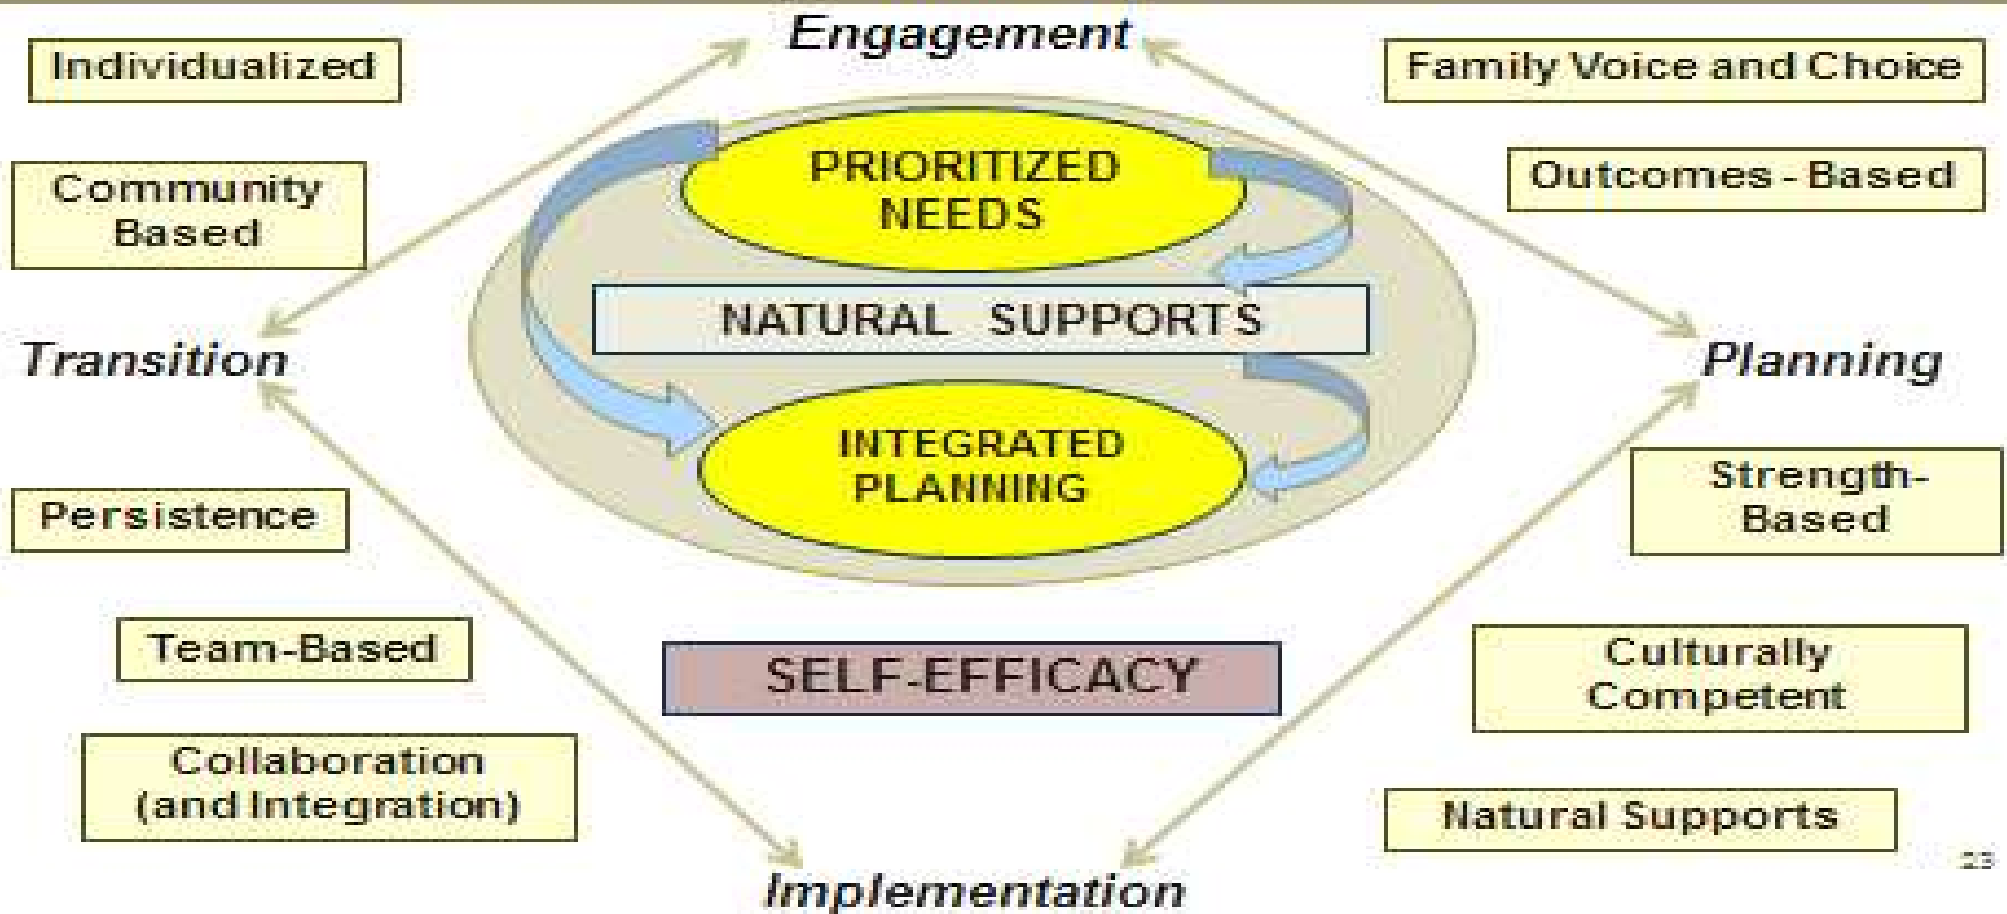 Engagement
Individualized
Family Voice and Choice
Community
Based
PRIORITIZED
NEEDS
Outcomes - Based
NATURAL SUPPORTS
Transition
Planning
INTEGRATED
PLANNING
Strength-
Based
Persistence
Team-Based
SELF-EFFICACY
Culturally
Competent
Collaboration
(and Integration)
Natural Supports
23
Implementation